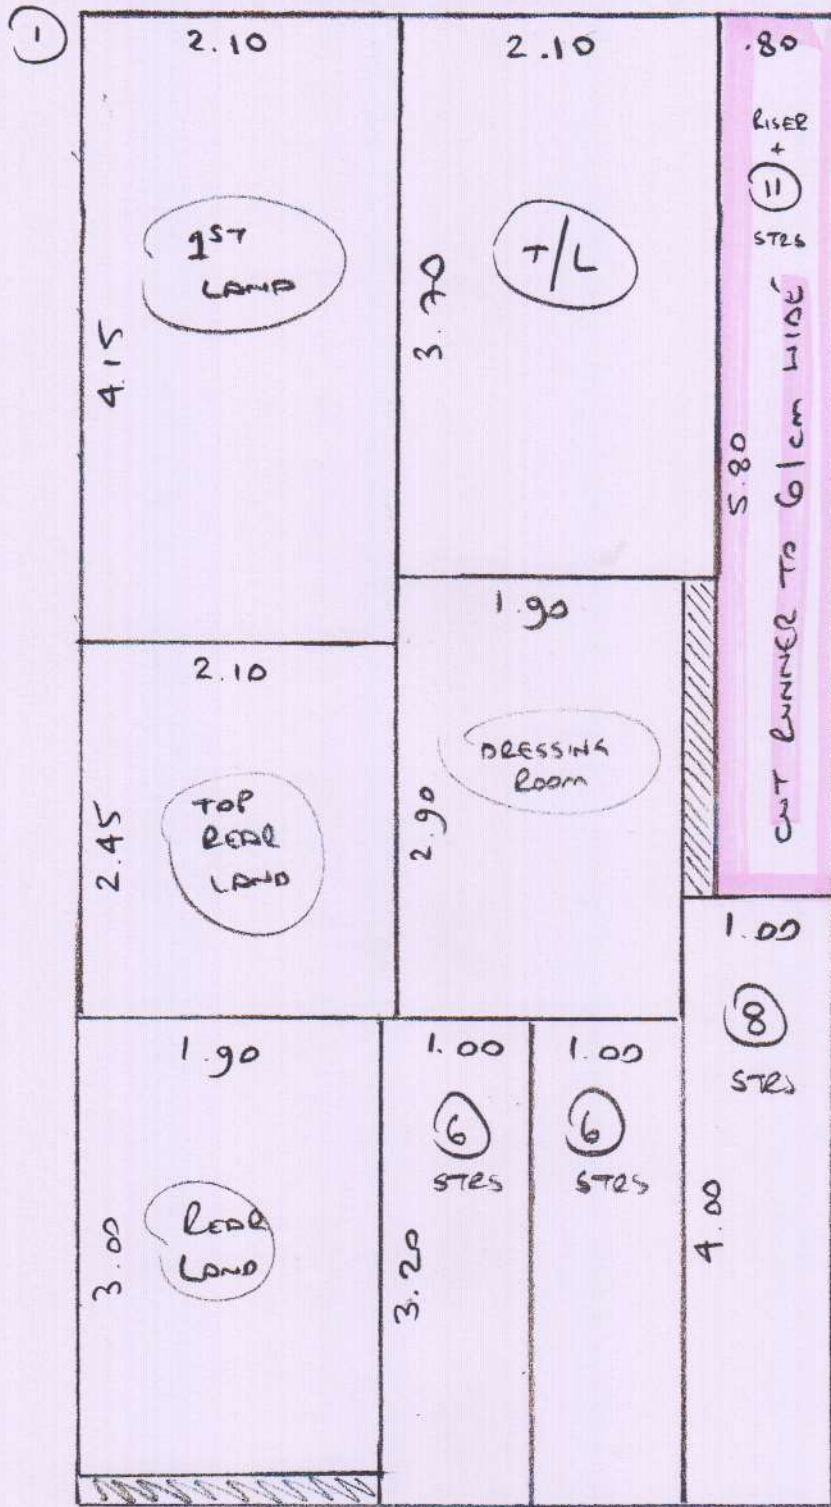 1
2.10
1ST
LAND
4.15
2.10
T/L
3.70
.80
RISER
+
11
STRS
5.80
CUT RUNNER TO 61cm WIDE
2.10
TOP
REAR
LAND
2.45
1.90
DRESSING
ROOM
2.90
1.90
REAR
LAND
3.00
1.00
6
STRS
3.20
1.00
6
STRS
1.00
8
STRS
4.00